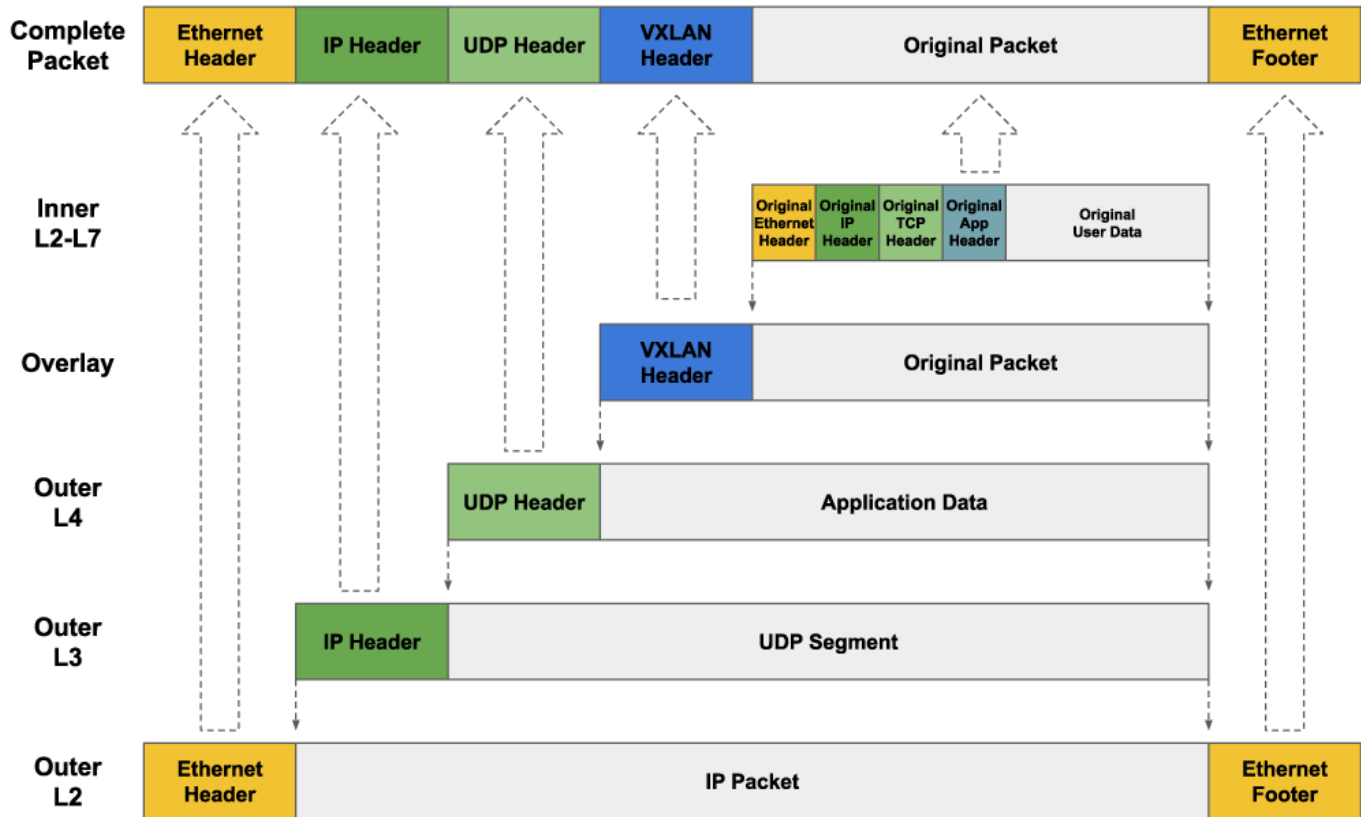 Complete
Packet
Ethernet
Header
IP Header
UDP Header
VXLAN
Header
Original Packet
Ethernet
Footer
Inner
L2-L7
Original
Ethernet
Header
Original
IP
Header
Original
TCP
Header
Original
App
Header
Original
User Data
Overlay
VXLAN
Header
Original Packet
Outer
L4
UDP Header
Application Data
Outer
L3
IP Header
UDP Segment
Outer
L2
Ethernet
Header
IP Packet
Ethernet
Footer